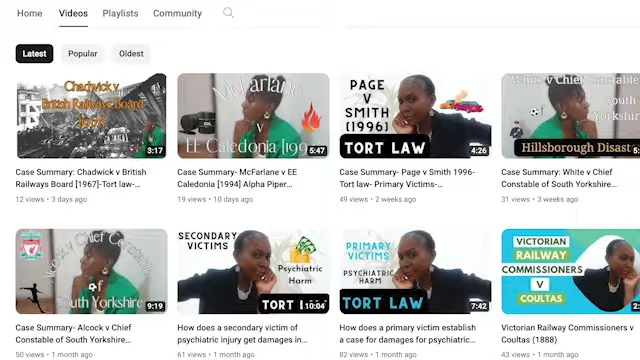 Home Videos Playlists Community
Latest Popular Oldest
Chadwick v
British Railways Board
[1967]
3:17
McFarlane
v
EE Caledonia [1994
5:47
PAGE
V
SMITH
[1996]
TORT LAW
4:26
White v Chief Constable
South
Yorkshire
Hillsborough Disast
Case Summary: Chadwick v British
Railways Board [1967]-Tort law-...
12 views • 3 days ago
Case Summary- McFarlane v EE
Caledonia [1994] Alpha Piper...
19 views • 10 days ago
Case Summary- Page v Smith 1996-
Tort law- Primary Victims-...
49 views • 2 weeks ago
Case Summary: White v Chief
Constable of South Yorkshire...
31 views • 3 weeks ago
Alcock v Chief Constable
of
South Yorkshire
9:19
SECONDARY
VICTIMS
Psychiatric
Harm
TORT L
10:04
PRIMARY
VICTIMS
PSYCHIATRIC
HARM
TORT LAW
7:42
VICTORIAN
RAILWAY
COMMISSIONERS
V
COULTAS
Case Summary- Alcock v Chief
Constable of South Yorkshire...
50 views • 1 month ago
How does a secondary victim of
psychiatric injury get damages in...
61 views • 1 month ago
How does a primary victim establish
a case for damages for psychiatric...
82 views • 1 month ago
Victorian Railway Commissioners v
Coultas (1888)
43 views • 1 month ago